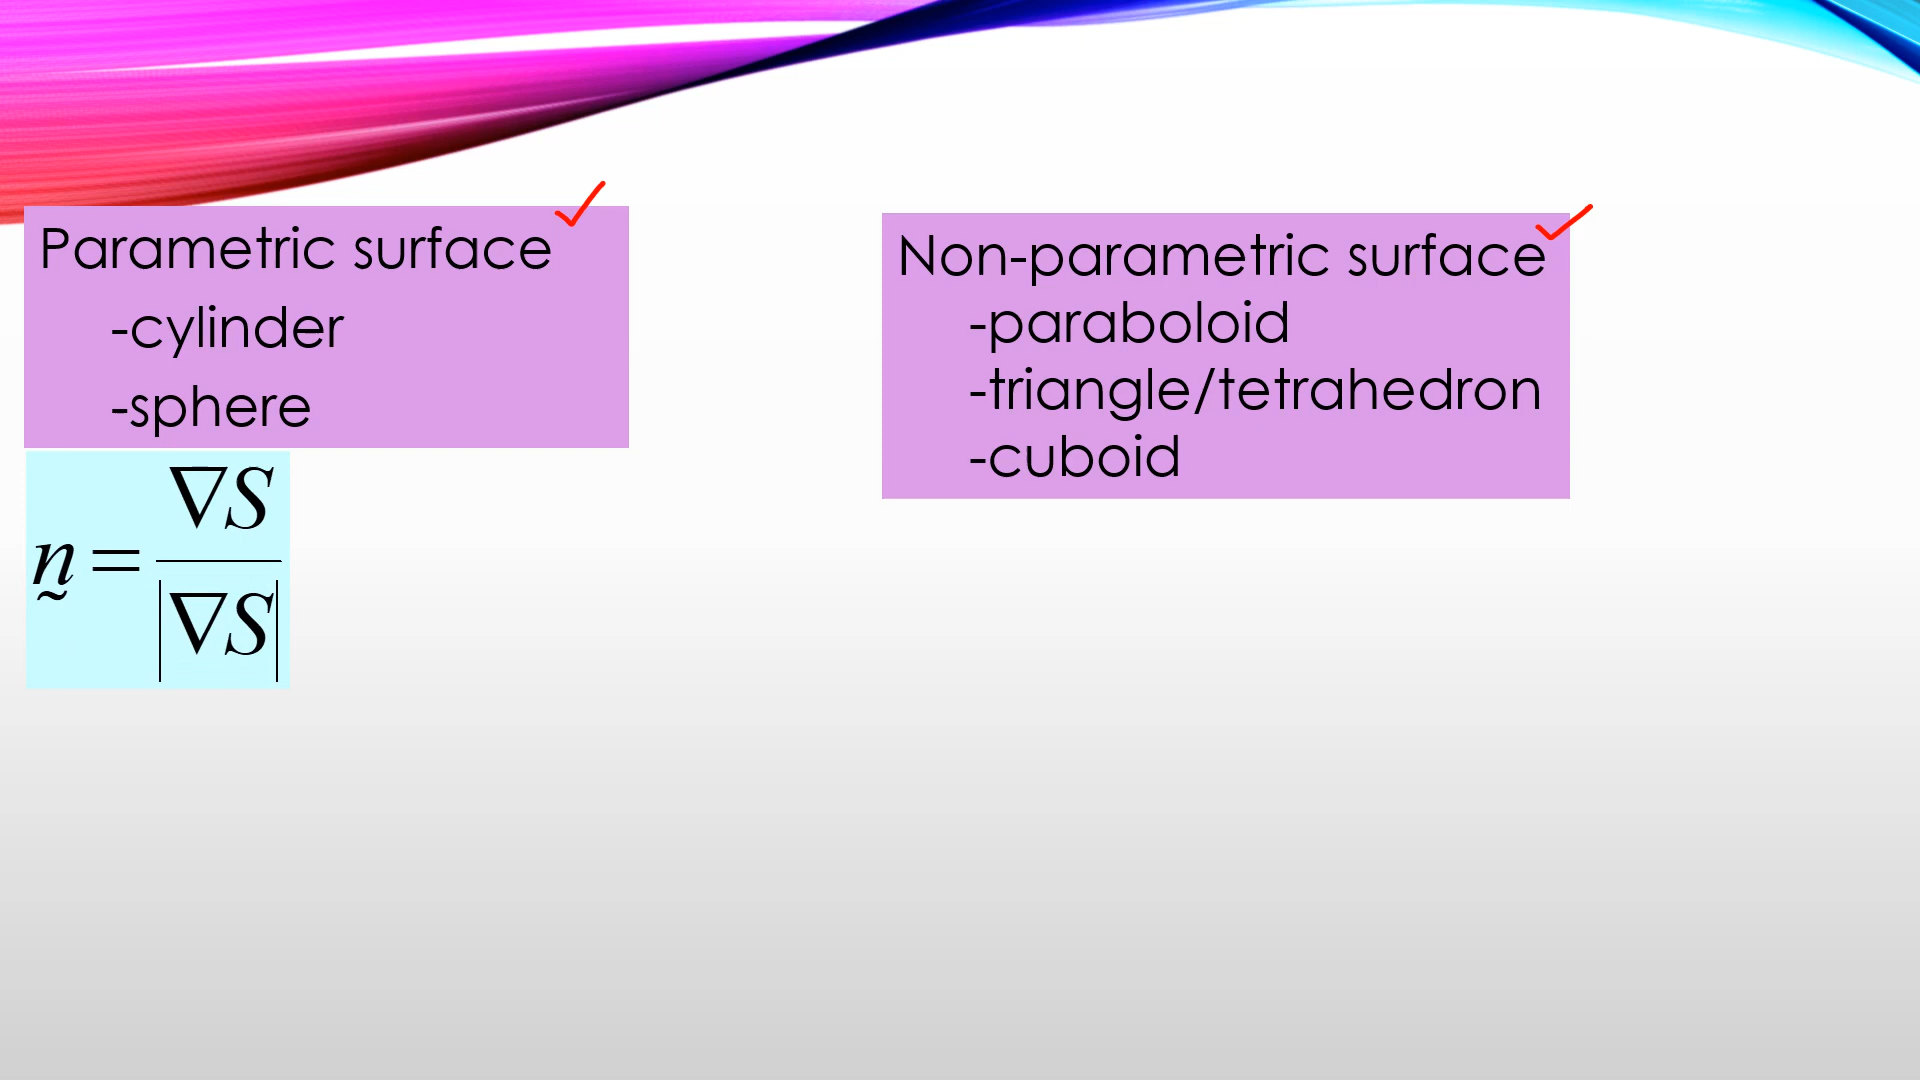 Parametric surface
-cylinder
-sphere
n̰ = ∇S / |∇S|
Non-parametric surface
-paraboloid
-triangle/tetrahedron
-cuboid